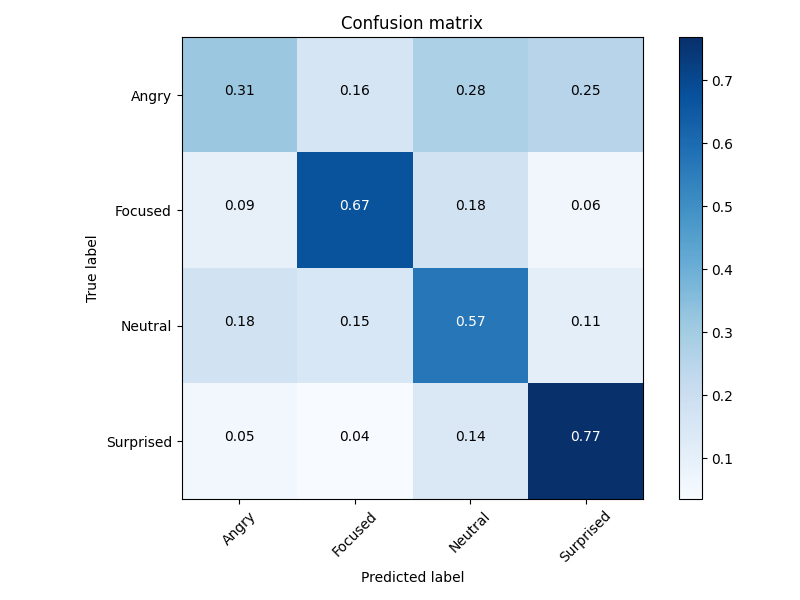 Confusion matrix
Angry
0.31 0.16 0.28 0.25
Focused
0.09 0.67 0.18 0.06
Neutral
0.18 0.15 0.57 0.11
Surprised
0.05 0.04 0.14 0.77
True label
Angry
Focused
Neutral
Surprised
Predicted label
0.7
0.6
0.5
0.4
0.3
0.2
0.1